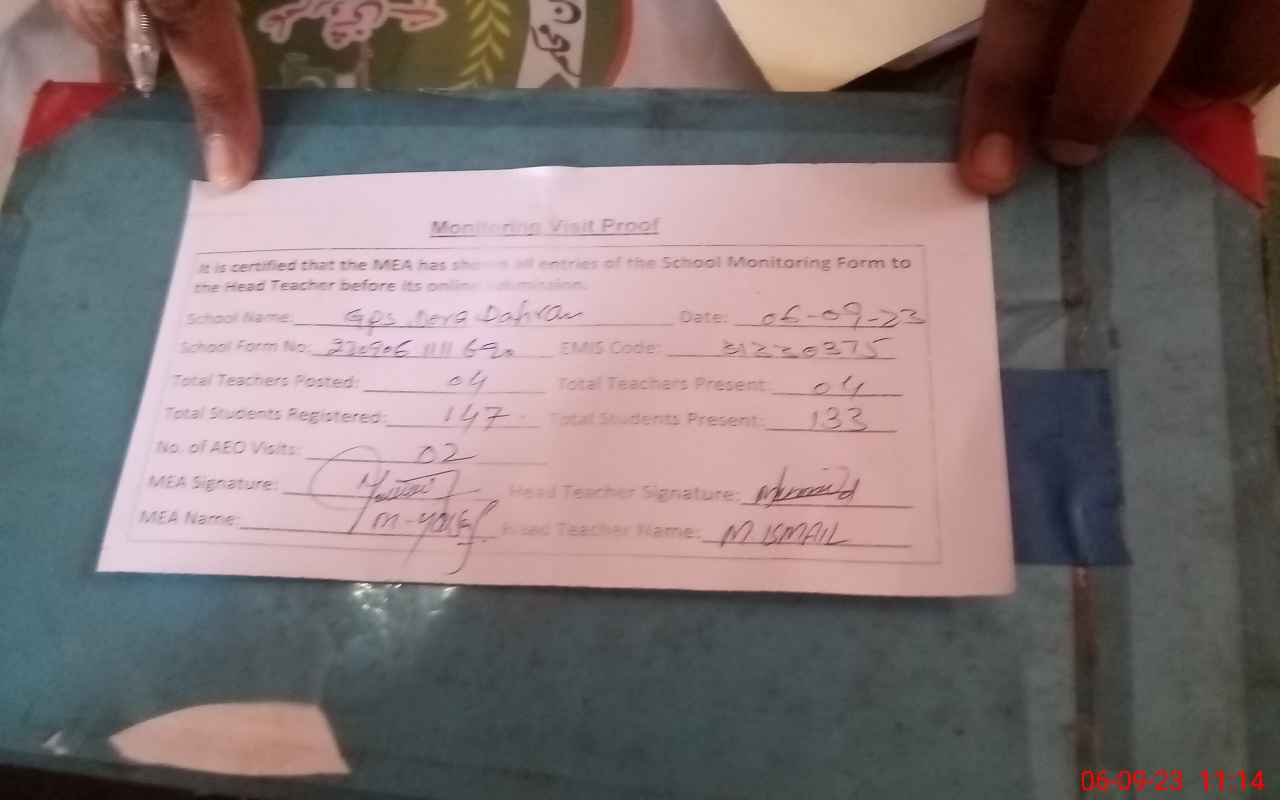 Monitoring Visit Proof
It is certified that the MEA has shown all entries of the School Monitoring Form to
the Head Teacher before its online submission.
School Name: GPS Dera Dahran Date: 06-09-23
School Form No: EMIS Code: 31230375
Total Teachers Posted: 04 Total Teachers Present: 04
Total Students Registered: 147 Total Students Present: 133
No. of AEO Visits: 02
MEA Signature: Head Teacher Signature:
MEA Name: M-Yousaf Head Teacher Name: M ISMAIL
06-09-23 11:14